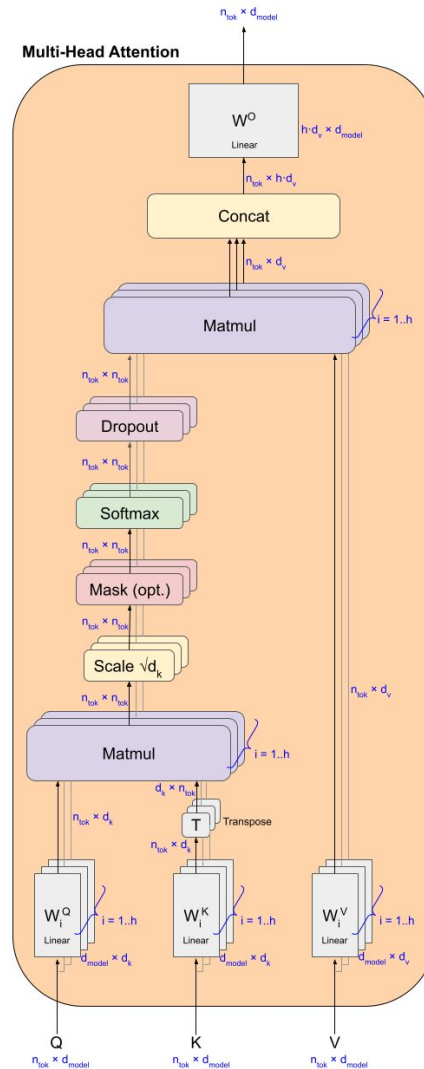 n_tok × d_model
Multi-Head Attention
W^O
Linear
h·d_v × d_model
n_tok × h·d_v
Concat
n_tok × d_v
Matmul
i = 1..h
n_tok × n_tok
Dropout
n_tok × n_tok
Softmax
n_tok × n_tok
Mask (opt.)
n_tok × n_tok
Scale √d_k
n_tok × d_v
n_tok × n_tok
Matmul
i = 1..h
d_k × n_tok
n_tok × d_k
T
Transpose
n_tok × d_k
W_i^Q
Linear
i = 1..h
W_i^K
Linear
i = 1..h
W_i^V
Linear
i = 1..h
d_model × d_k
d_model × d_k
d_model × d_v
Q
K
V
n_tok × d_model
n_tok × d_model
n_tok × d_model